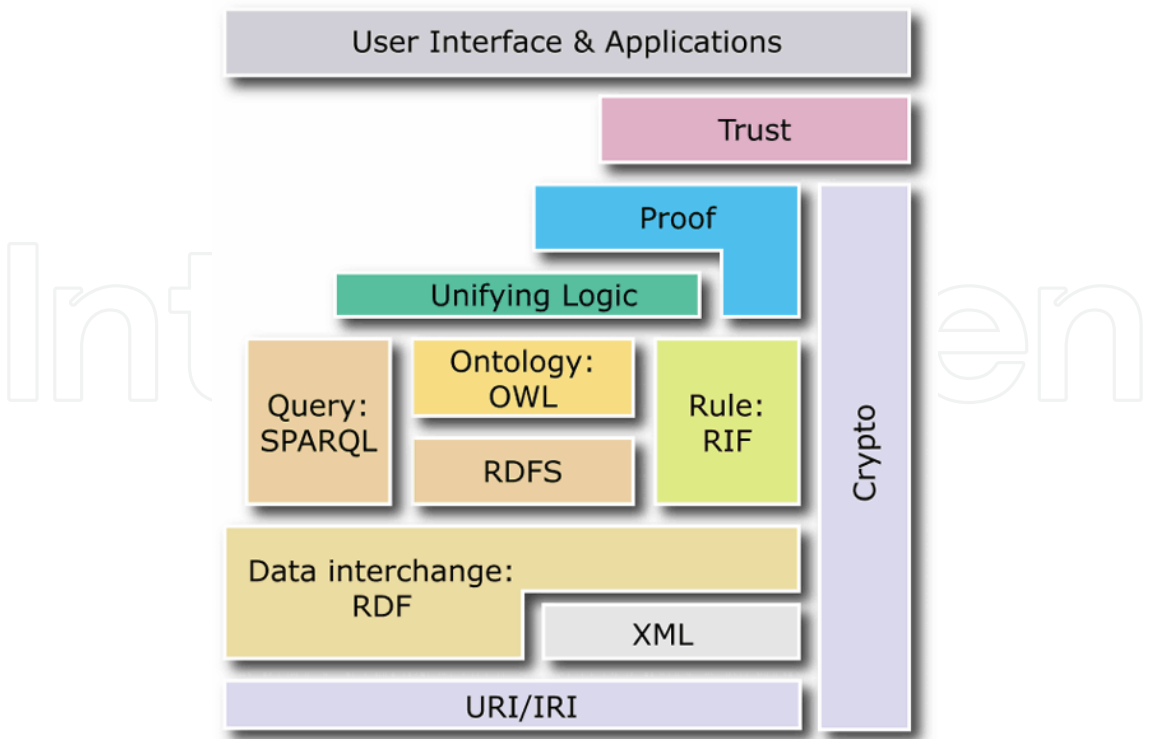 User Interface & Applications
Trust
Proof
Unifying Logic
Query:
SPARQL
Ontology:
OWL
RDFS
Rule:
RIF
Crypto
Data interchange:
RDF
XML
URI/IRI